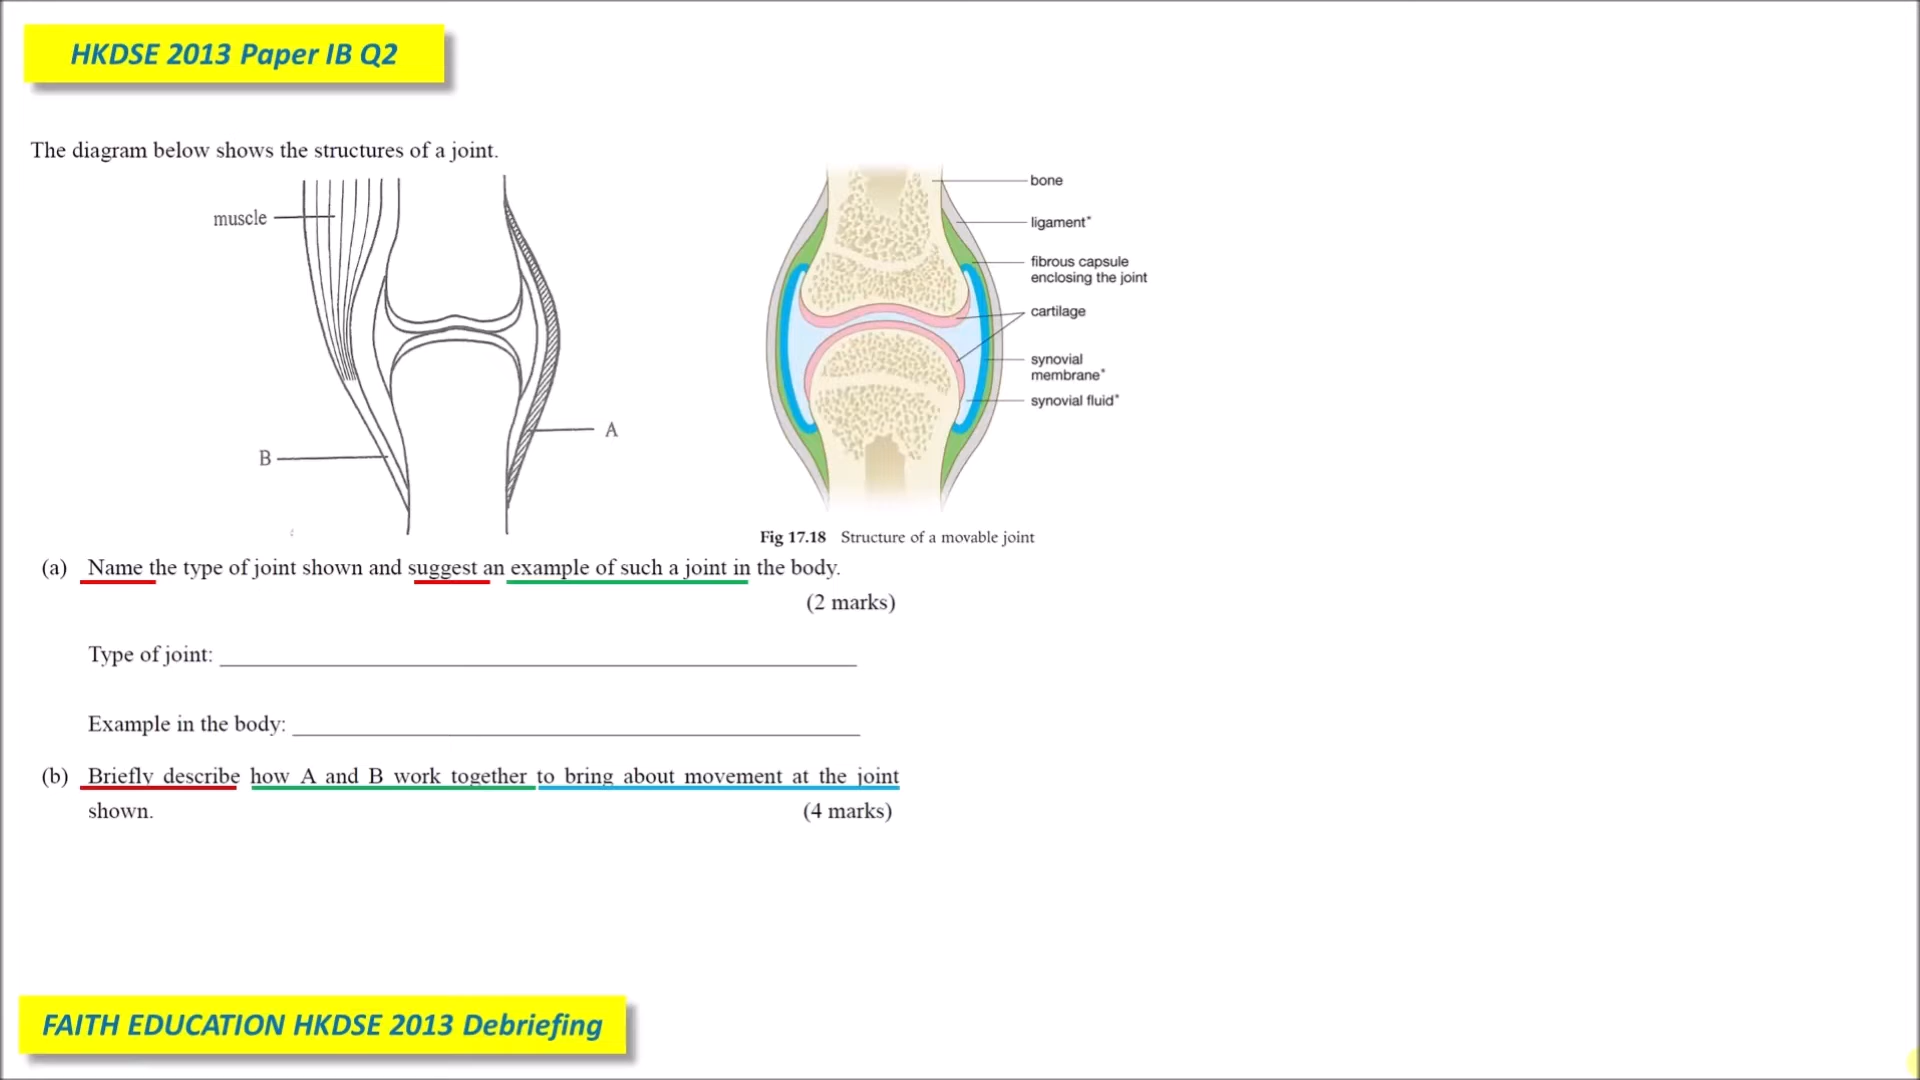 HKDSE 2013 Paper IB Q2
The diagram below shows the structures of a joint.
muscle
A
B
bone
ligament*
fibrous capsule
enclosing the joint
cartilage
synovial
membrane*
synovial fluid*
Fig 17.18 Structure of a movable joint
(a) Name the type of joint shown and suggest an example of such a joint in the body.
(2 marks)
Type of joint:
Example in the body:
(b) Briefly describe how A and B work together to bring about movement at the joint
shown. (4 marks)
FAITH EDUCATION HKDSE 2013 Debriefing